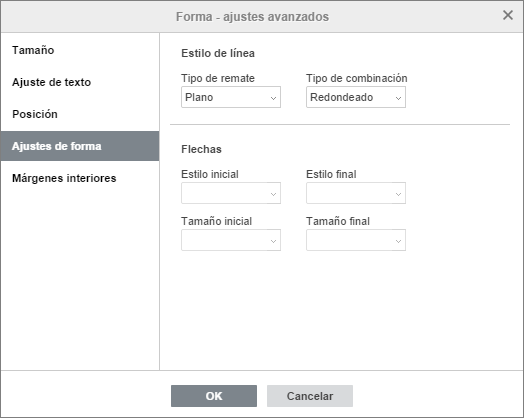 Forma - ajustes avanzados
Tamaño
Ajuste de texto
Posición
Ajustes de forma
Márgenes interiores
Estilo de línea
Tipo de remate Tipo de combinación
Plano Redondeado
Flechas
Estilo inicial Estilo final
Tamaño inicial Tamaño final
OK Cancelar